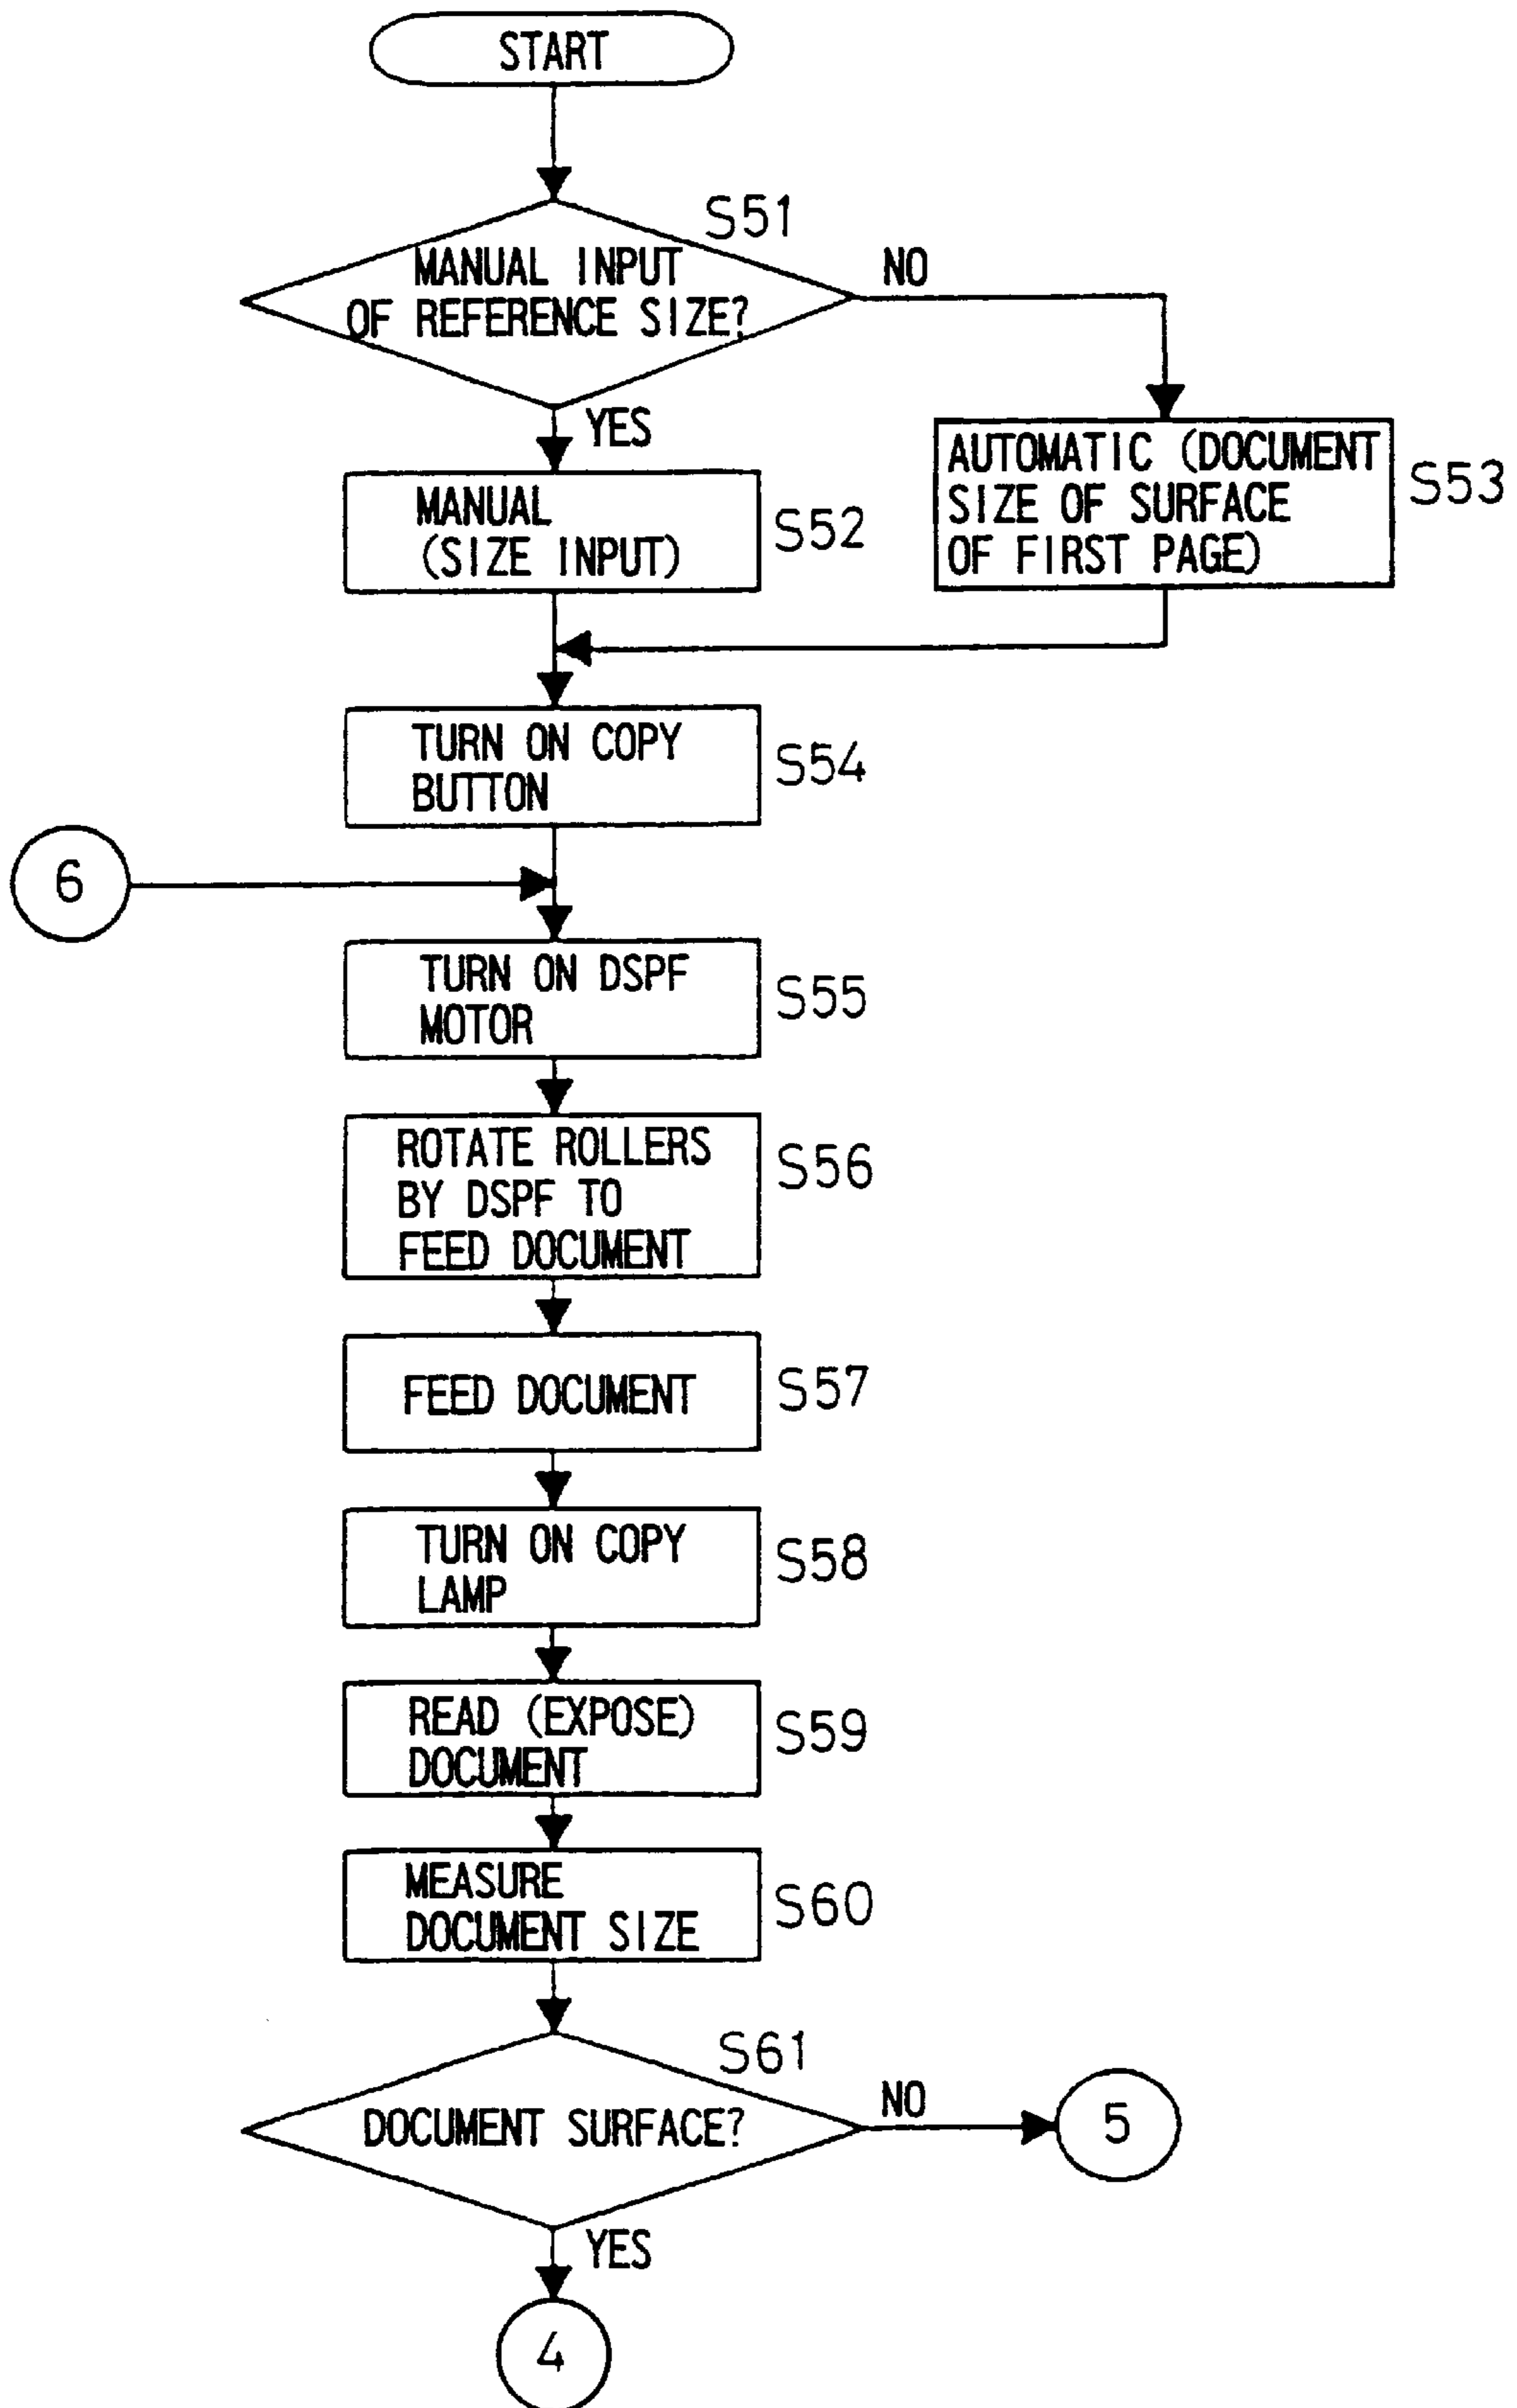 START
S51
MANUAL INPUT
OF REFERENCE SIZE?
NO
YES
AUTOMATIC (DOCUMENT
SIZE OF SURFACE
OF FIRST PAGE)
S53
MANUAL
(SIZE INPUT)
S52
TURN ON COPY
BUTTON
S54
6
TURN ON DSPF
MOTOR
S55
ROTATE ROLLERS
BY DSPF TO
FEED DOCUMENT
S56
FEED DOCUMENT
S57
TURN ON COPY
LAMP
S58
READ (EXPOSE)
DOCUMENT
S59
MEASURE
DOCUMENT SIZE
S60
S61
DOCUMENT SURFACE?
NO
5
YES
4